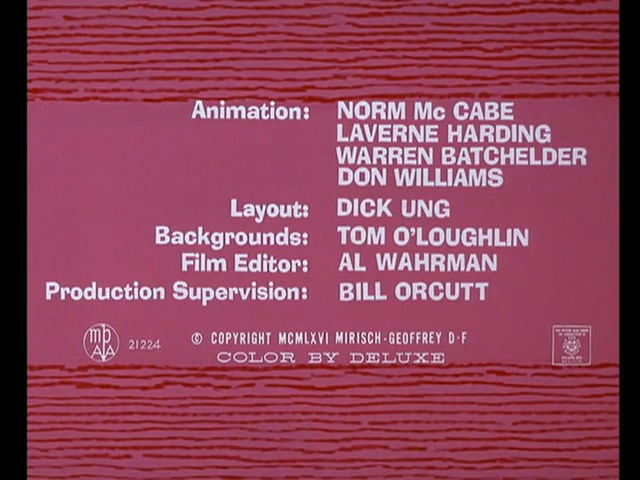 Animation: NORM Mc CABE
LAVERNE HARDING
WARREN BATCHELDER
DON WILLIAMS
Layout: DICK UNG
Backgrounds: TOM O'LOUGHLIN
Film Editor: AL WAHRMAN
Production Supervision: BILL ORCUTT
mpAA 21224 © COPYRIGHT MCMLXVI MIRISCH-GEOFFREY D-F
COLOR BY DELUXE